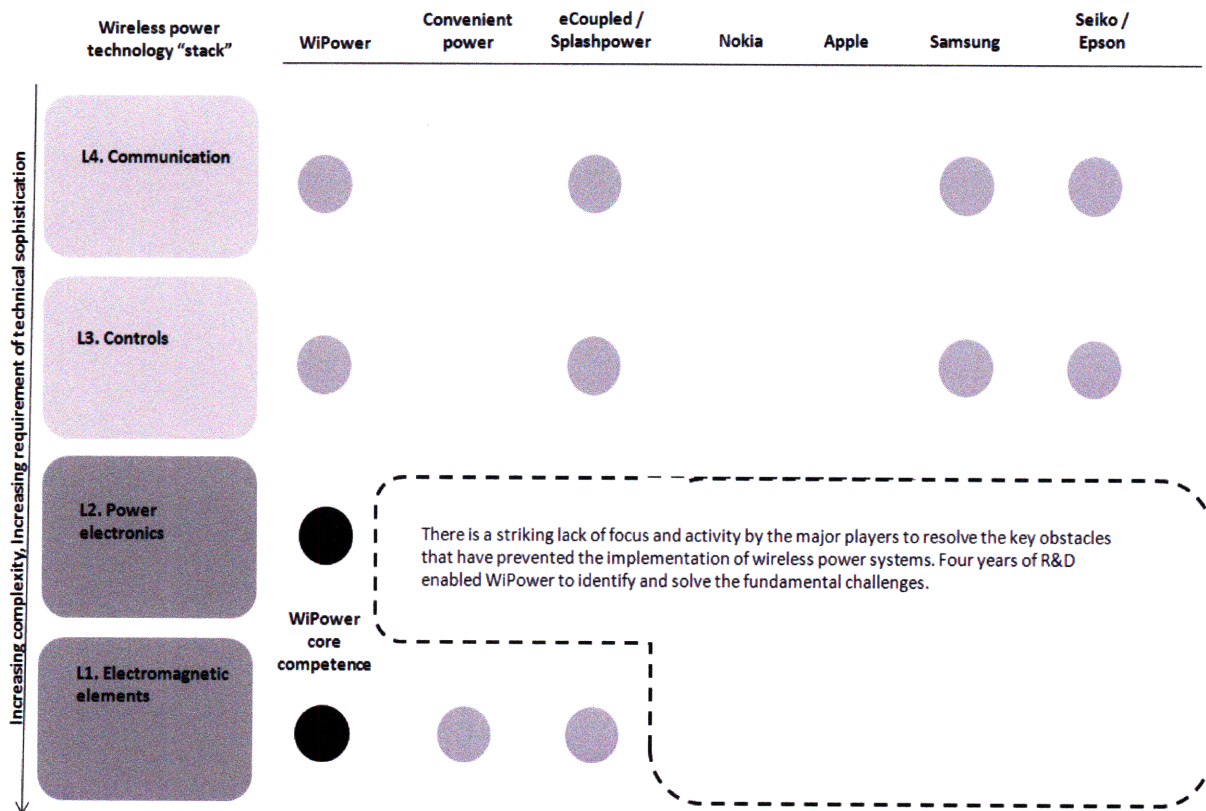 Wireless power
technology "stack"
WiPower
Convenient
power
eCoupled /
Splashpower
Nokia
Apple
Samsung
Seiko /
Epson
Increasing complexity, Increasing requirement of technical sophistication
L4. Communication
L3. Controls
L2. Power
electronics
There is a striking lack of focus and activity by the major players to resolve the key obstacles
that have prevented the implementation of wireless power systems. Four years of R&D
enabled WiPower to identify and solve the fundamental challenges.
WiPower
core
competence
L1. Electromagnetic
elements